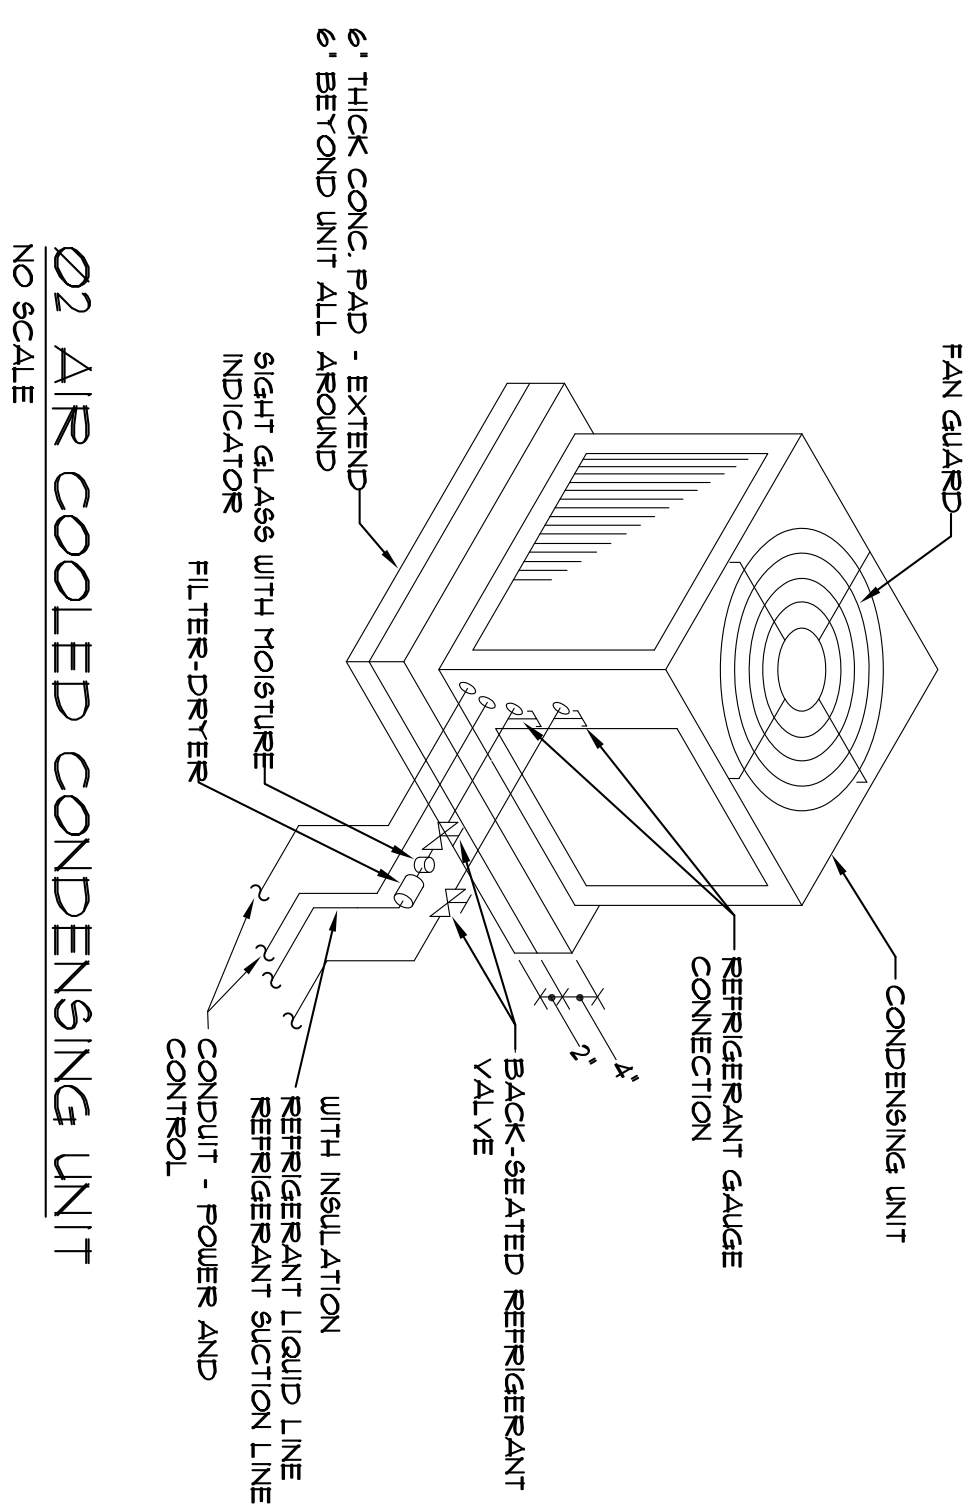 FAN GUARD
CONDENSING UNIT
REFRIGERANT GAUGE
CONNECTION
4"
2"
BACK-SEATED REFRIGERANT
VALVE
6" THICK CONC. PAD - EXTEND
6" BEYOND UNIT ALL AROUND
WITH INSULATION
REFRIGERANT LIQUID LINE
REFRIGERANT SUCTION LINE
SIGHT GLASS WITH MOISTURE
INDICATOR
FILTER-DRYER
CONDUIT - POWER AND
CONTROL
02 AIR COOLED CONDENSING UNIT
NO SCALE